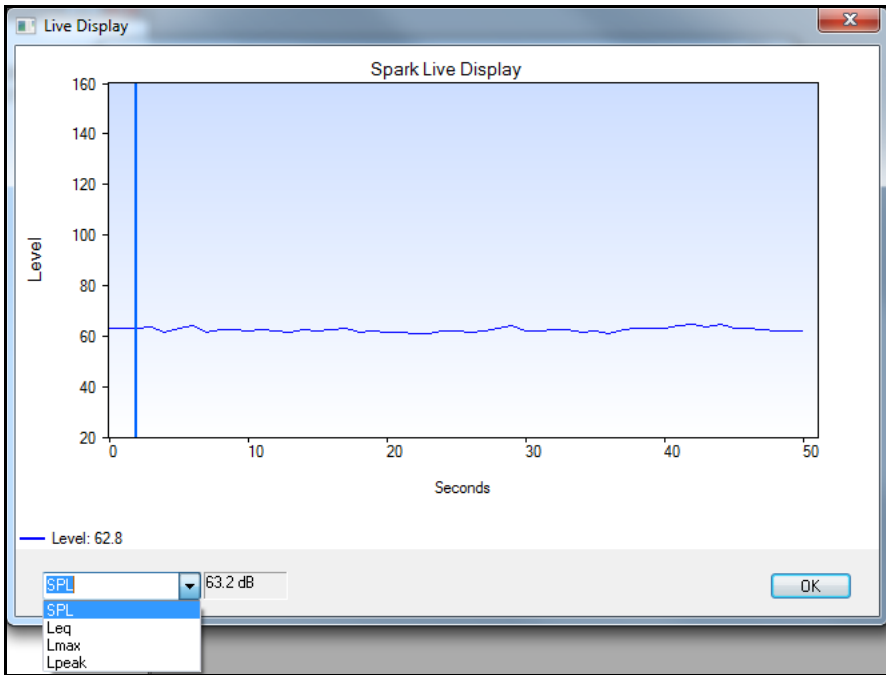 Live Display
Spark Live Display
160
140
120
100
80
60
40
20
Level
0 10 20 30 40 50
Seconds
Level: 62.8
SPL 63.2 dB OK
SPL
Leq
Lmax
Lpeak